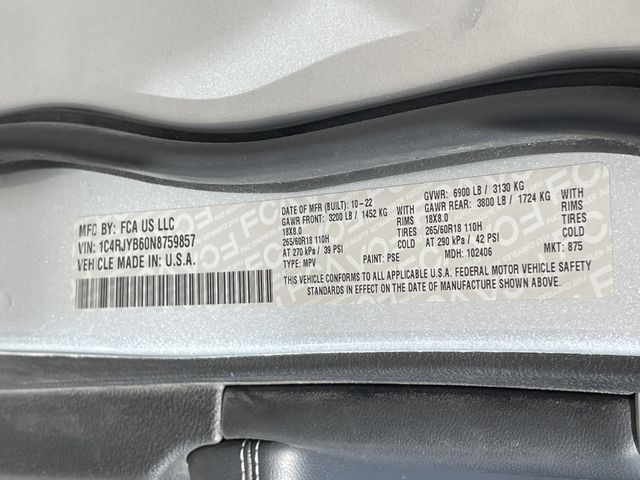 MFD BY: FCA US LLC
VIN: 1C4RJYB60N8759857
VEHICLE MADE IN: U.S.A.
DATE OF MFR (BUILT): 10-22 GVWR: 6900 LB / 3130 KG
GAWR FRONT: 3200 LB / 1452 KG WITH GAWR REAR: 3800 LB / 1724 KG WITH
18X8.0 RIMS 18X8.0 RIMS
265/60R18 110H TIRES 265/60R18 110H TIRES
AT 270 kPa / 39 PSI AT 290 kPa / 42 PSI
TYPE: MPV PAINT: PSE MDH: 102406 MKT: 875
THIS VEHICLE CONFORMS TO ALL APPLICABLE U.S.A. FEDERAL MOTOR VEHICLE SAFETY
STANDARDS IN EFFECT ON THE DATE OF MANUFACTURE SHOWN ABOVE.